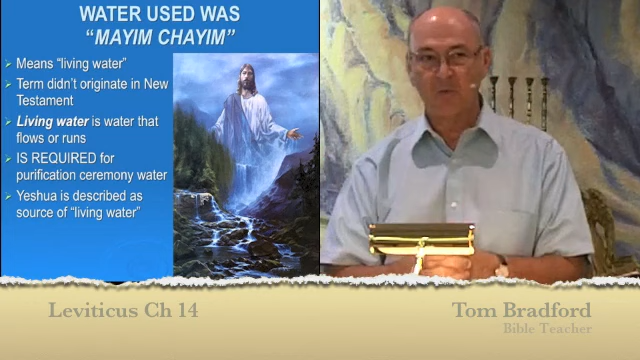 WATER USED WAS
“MAYIM CHAYIM”
Means “living water”
Term didn’t originate in New
Testament
Living water is water that
flows or runs
IS REQUIRED for
purification ceremony water
Yeshua is described as
source of “living water”
Leviticus Ch 14
Tom Bradford
Bible Teacher